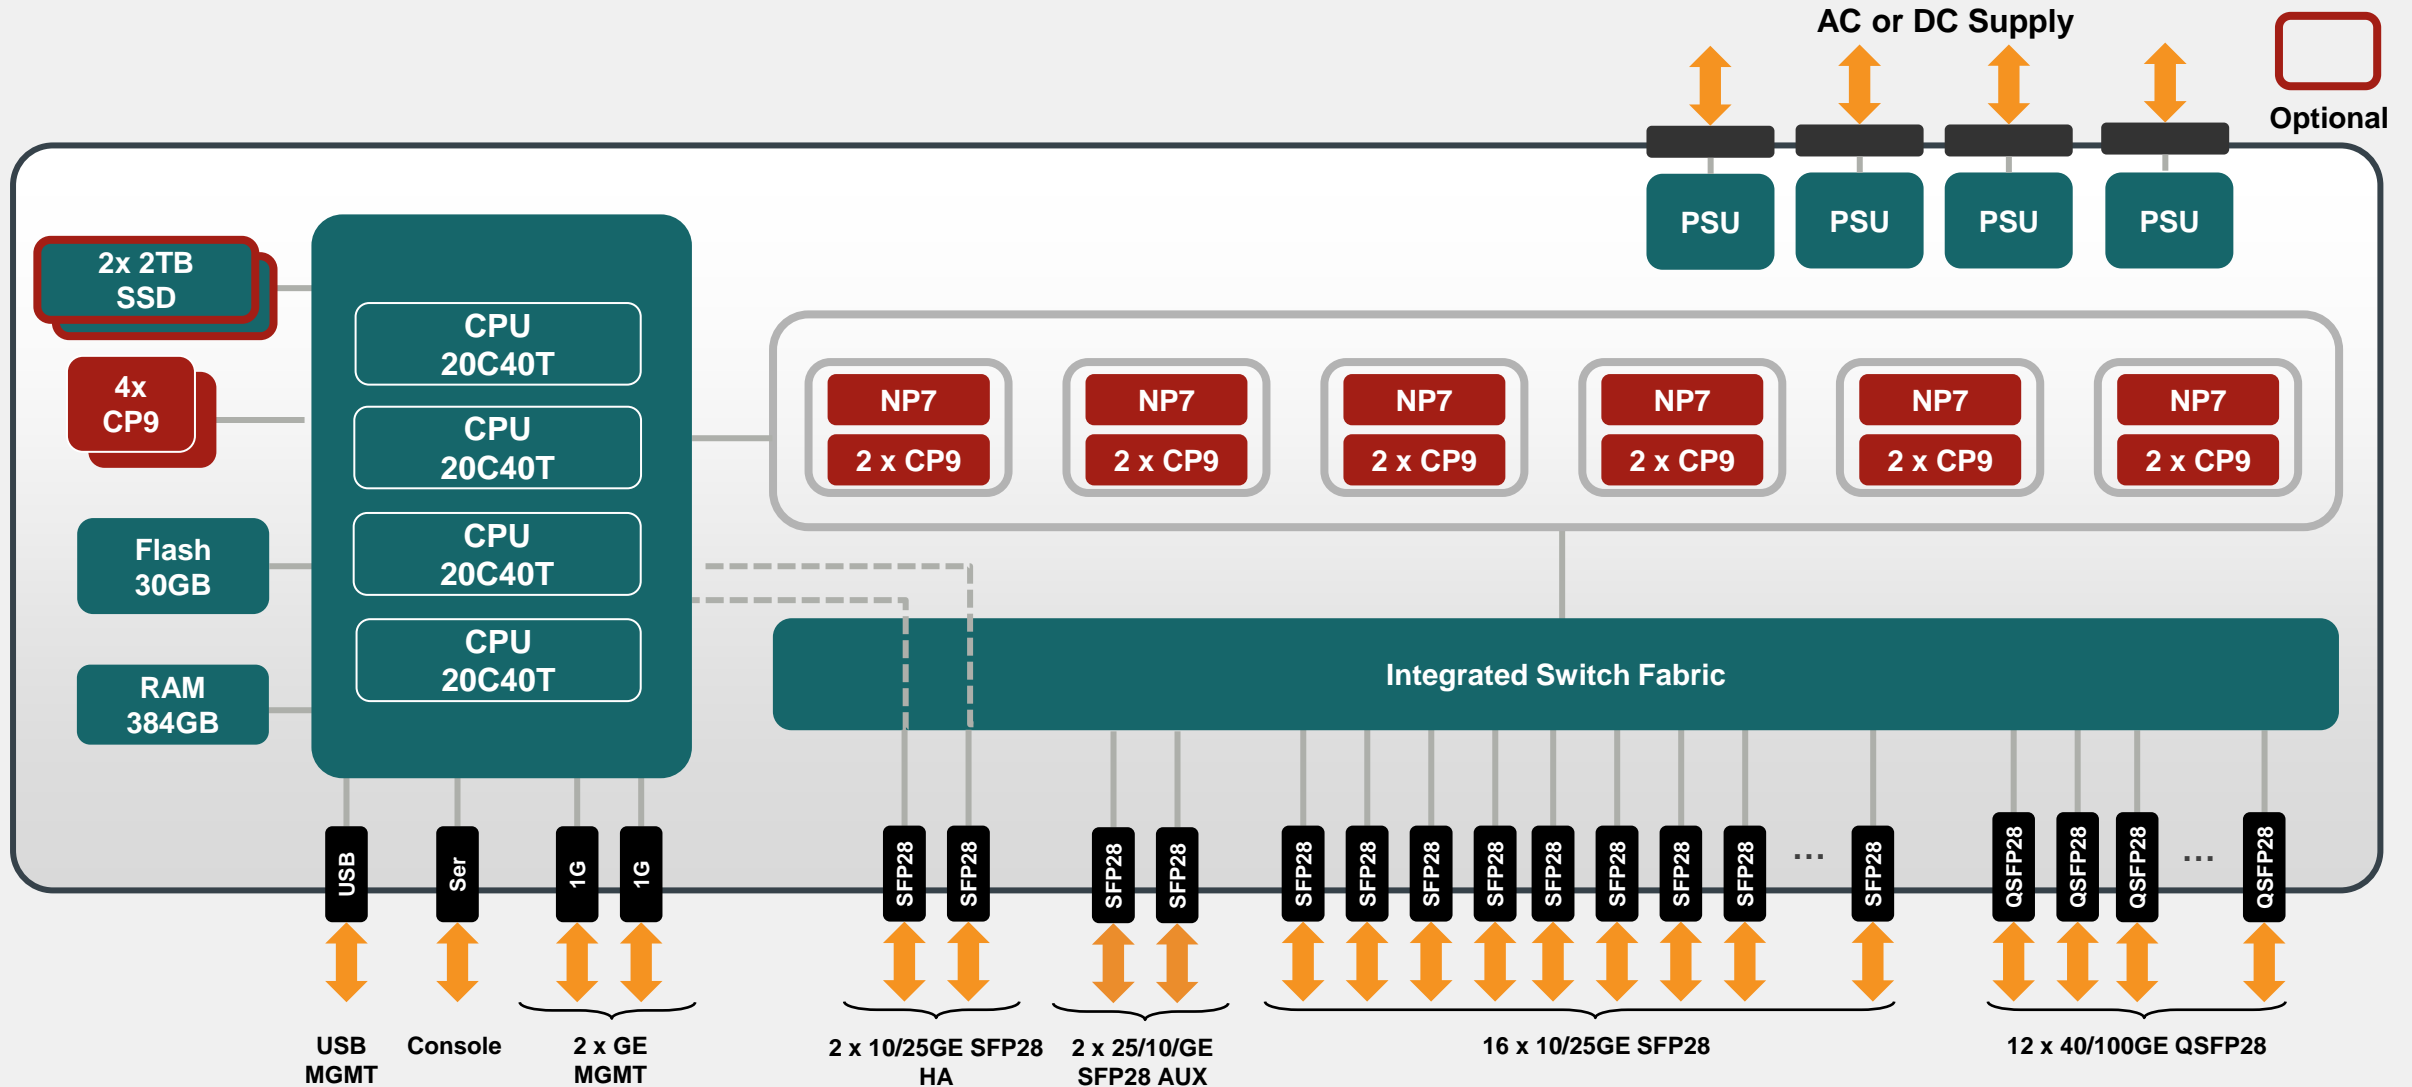 AC or DC Supply
Optional
PSU
PSU
PSU
PSU
2x 2TB
SSD
4x
CP9
Flash
30GB
RAM
384GB
CPU
20C40T
CPU
20C40T
CPU
20C40T
CPU
20C40T
NP7
2 x CP9
NP7
2 x CP9
NP7
2 x CP9
NP7
2 x CP9
NP7
2 x CP9
NP7
2 x CP9
Integrated Switch Fabric
USB
Ser
1G
1G
SFP28
SFP28
SFP28
SFP28
SFP28
SFP28
SFP28
SFP28
SFP28
SFP28
SFP28
SFP28
...
SFP28
QSFP28
QSFP28
QSFP28
...
QSFP28
USB
MGMT
Console
2 x GE
MGMT
2 x 10/25GE SFP28
HA
2 x 25/10/GE
SFP28 AUX
16 x 10/25GE SFP28
12 x 40/100GE QSFP28